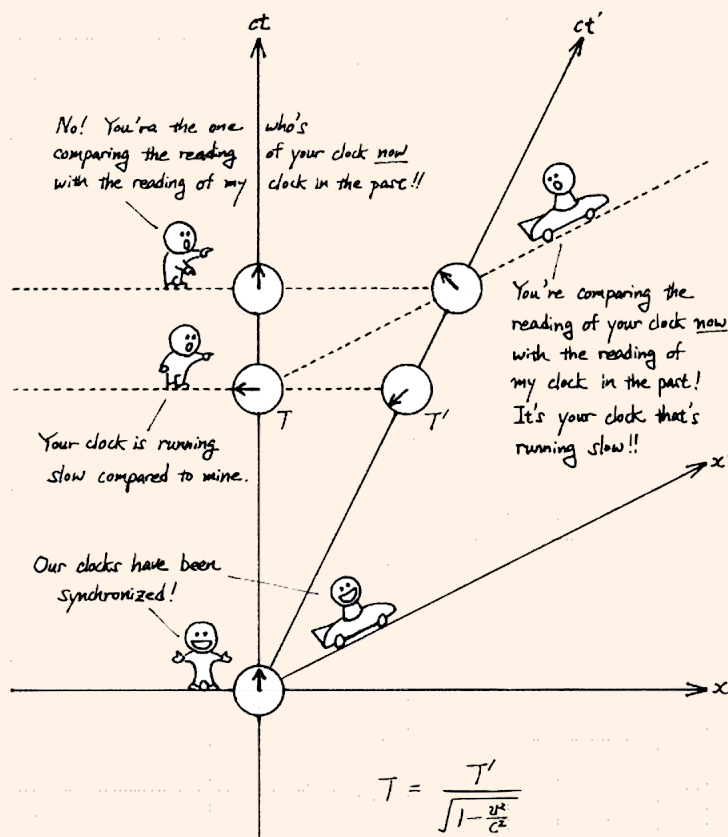 ct
ct′
No! You'ra the one who's
comparing the reading of your clock now
with the reading of my clock in the past!!
You're comparing the
reading of your clock now
with the reading of
my clock in the past!
It's your clock that's
running slow!!
T
T′
Your clock is running
slow compared to mine.
x′
Our clocks have been
synchronized!
x
T = T′ / √(1 − v²/c²)